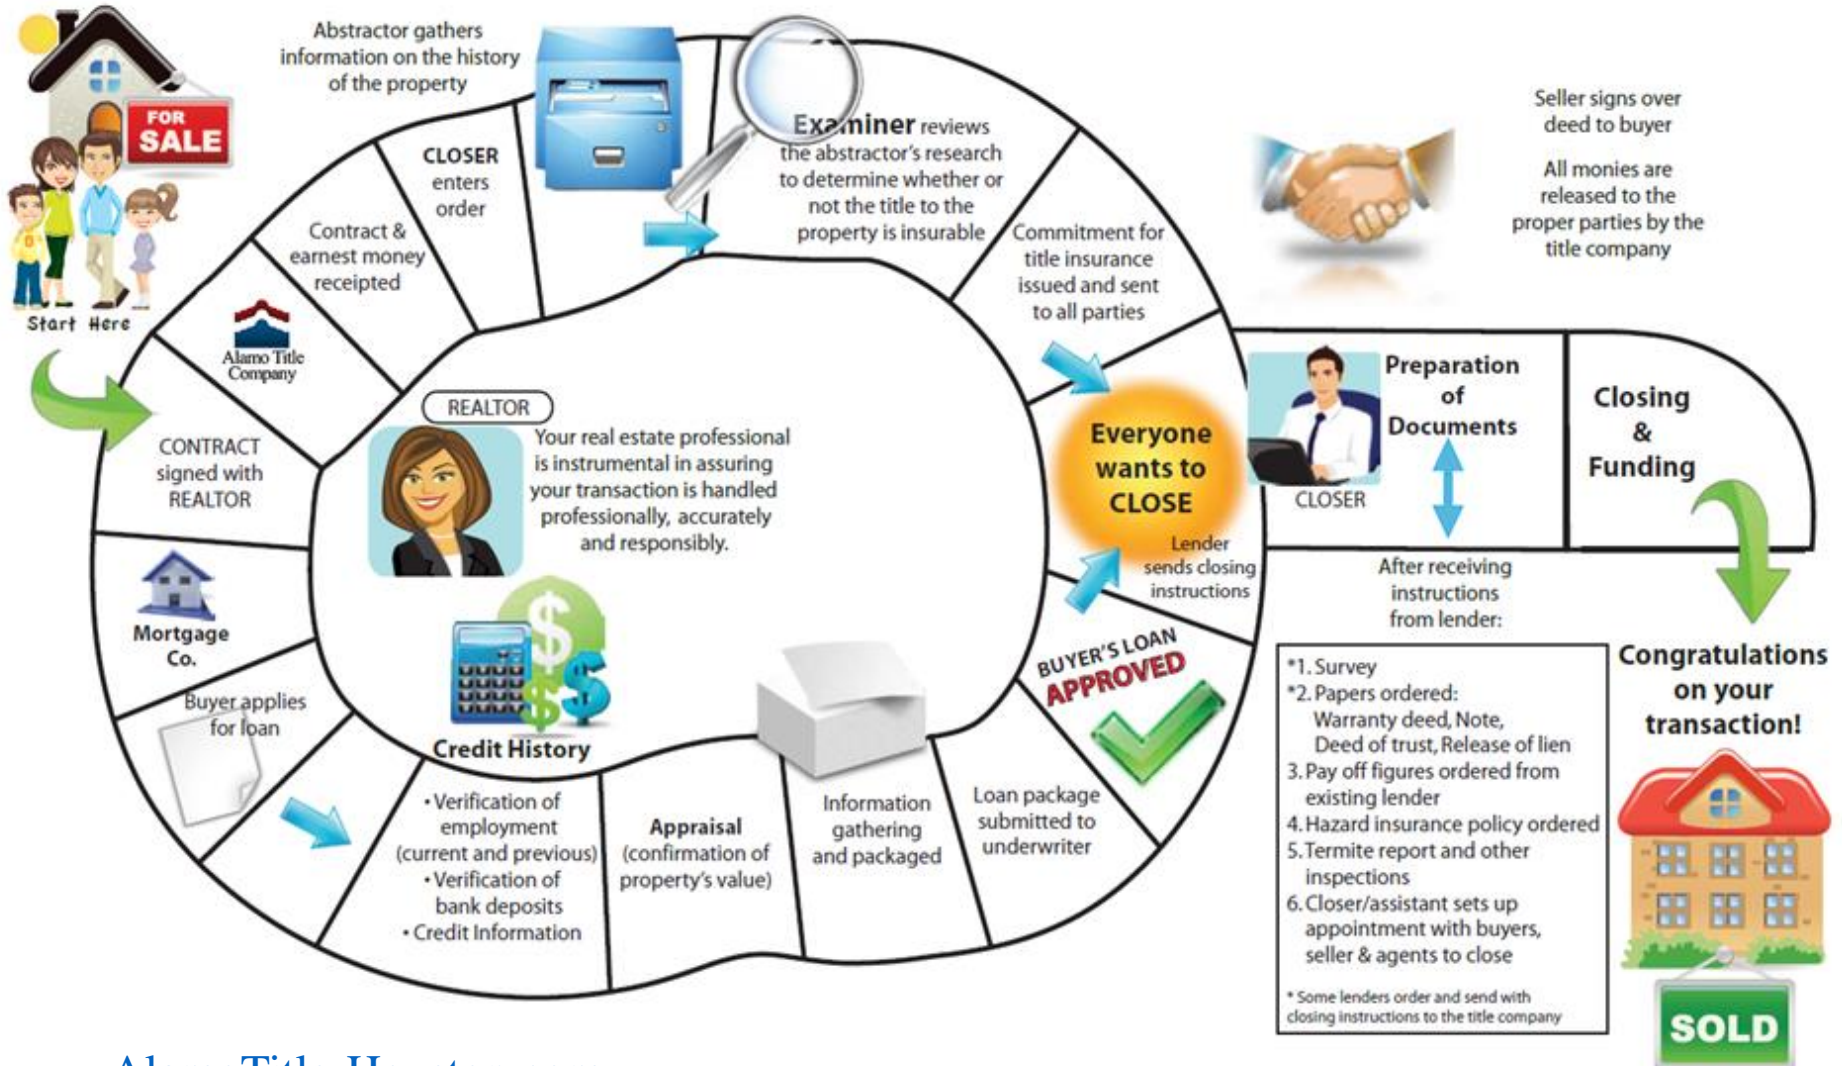 FOR
SALE
Start Here
CONTRACT
signed with
REALTOR
Alamo Title
Company
Contract &
earnest money
receipted
CLOSER
enters
order
Abstractor gathers
information on the history
of the property
Examiner reviews
the abstractor's research
to determine whether or
not the title to the
property is insurable
Commitment for
title insurance
issued and sent
to all parties
REALTOR
Your real estate professional
is instrumental in assuring
your transaction is handled
professionally, accurately
and responsibly.
Mortgage
Co.
Buyer applies
for loan
Credit History
• Verification of
employment
(current and previous)
• Verification of
bank deposits
• Credit Information
Appraisal
(confirmation of
property's value)
Information
gathering
and packaged
Loan package
submitted to
underwriter
BUYER'S LOAN
APPROVED
Lender
sends closing
instructions
Everyone
wants to
CLOSE
CLOSER
Preparation
of
Documents
After receiving
instructions
from lender:
*1. Survey
*2. Papers ordered:
Warranty deed, Note,
Deed of trust, Release of lien
3. Pay off figures ordered from
existing lender
4. Hazard insurance policy ordered
5. Termite report and other
inspections
6. Closer/assistant sets up
appointment with buyers,
seller & agents to close
* Some lenders order and send with
closing instructions to the title company
Seller signs over
deed to buyer
All monies are
released to the
proper parties by the
title company
Closing
&
Funding
Congratulations
on your
transaction!
SOLD